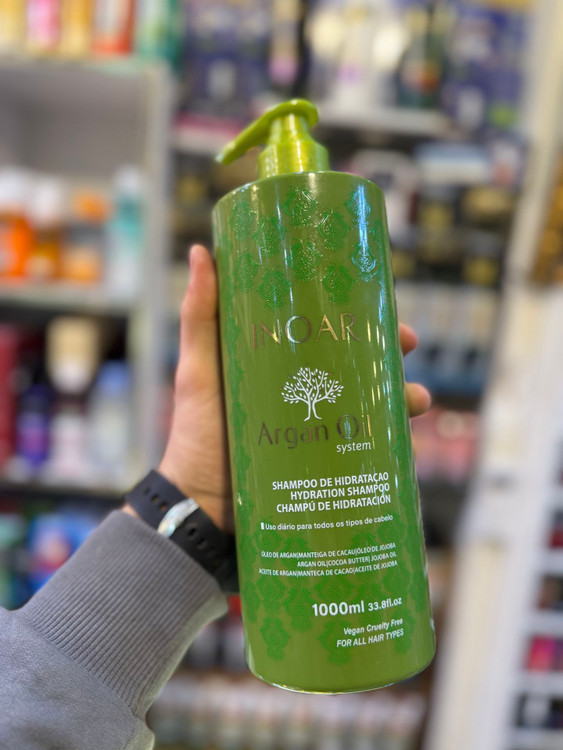 INOAR
Argan Oil
system
SHAMPOO DE HIDRATAÇAO
HYDRATION SHAMPOO
CHAMPÚ DE HIDRATACIÓN
Uso diário para todos os tipos de cabelo
ÓLEO DE ARGAN|MANTEIGA DE CACAU|ÓLEO DE JOJOBA
ARGAN OIL|COCOA BUTTER| JOJOBA OIL
ACEITE DE ARGAN|MANTECA DE CACAO|ACEITE DE JOJOBA
1000ml 33.8fl.oz
Vegan Cruelty Free
FOR ALL HAIR TYPES